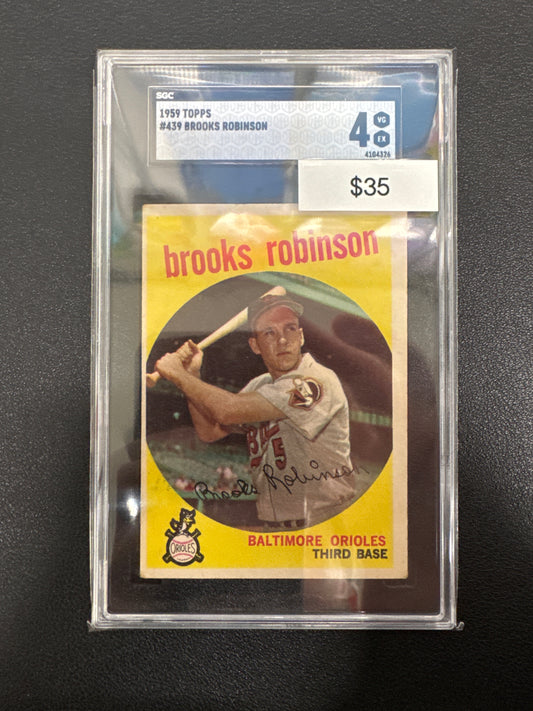 SGC
1959 TOPPS
#439 BROOKS ROBINSON
4 VG
EX
4104326
$35
brooks robinson
5
Brooks Robinson
ORIOLES
BALTIMORE ORIOLES
THIRD BASE